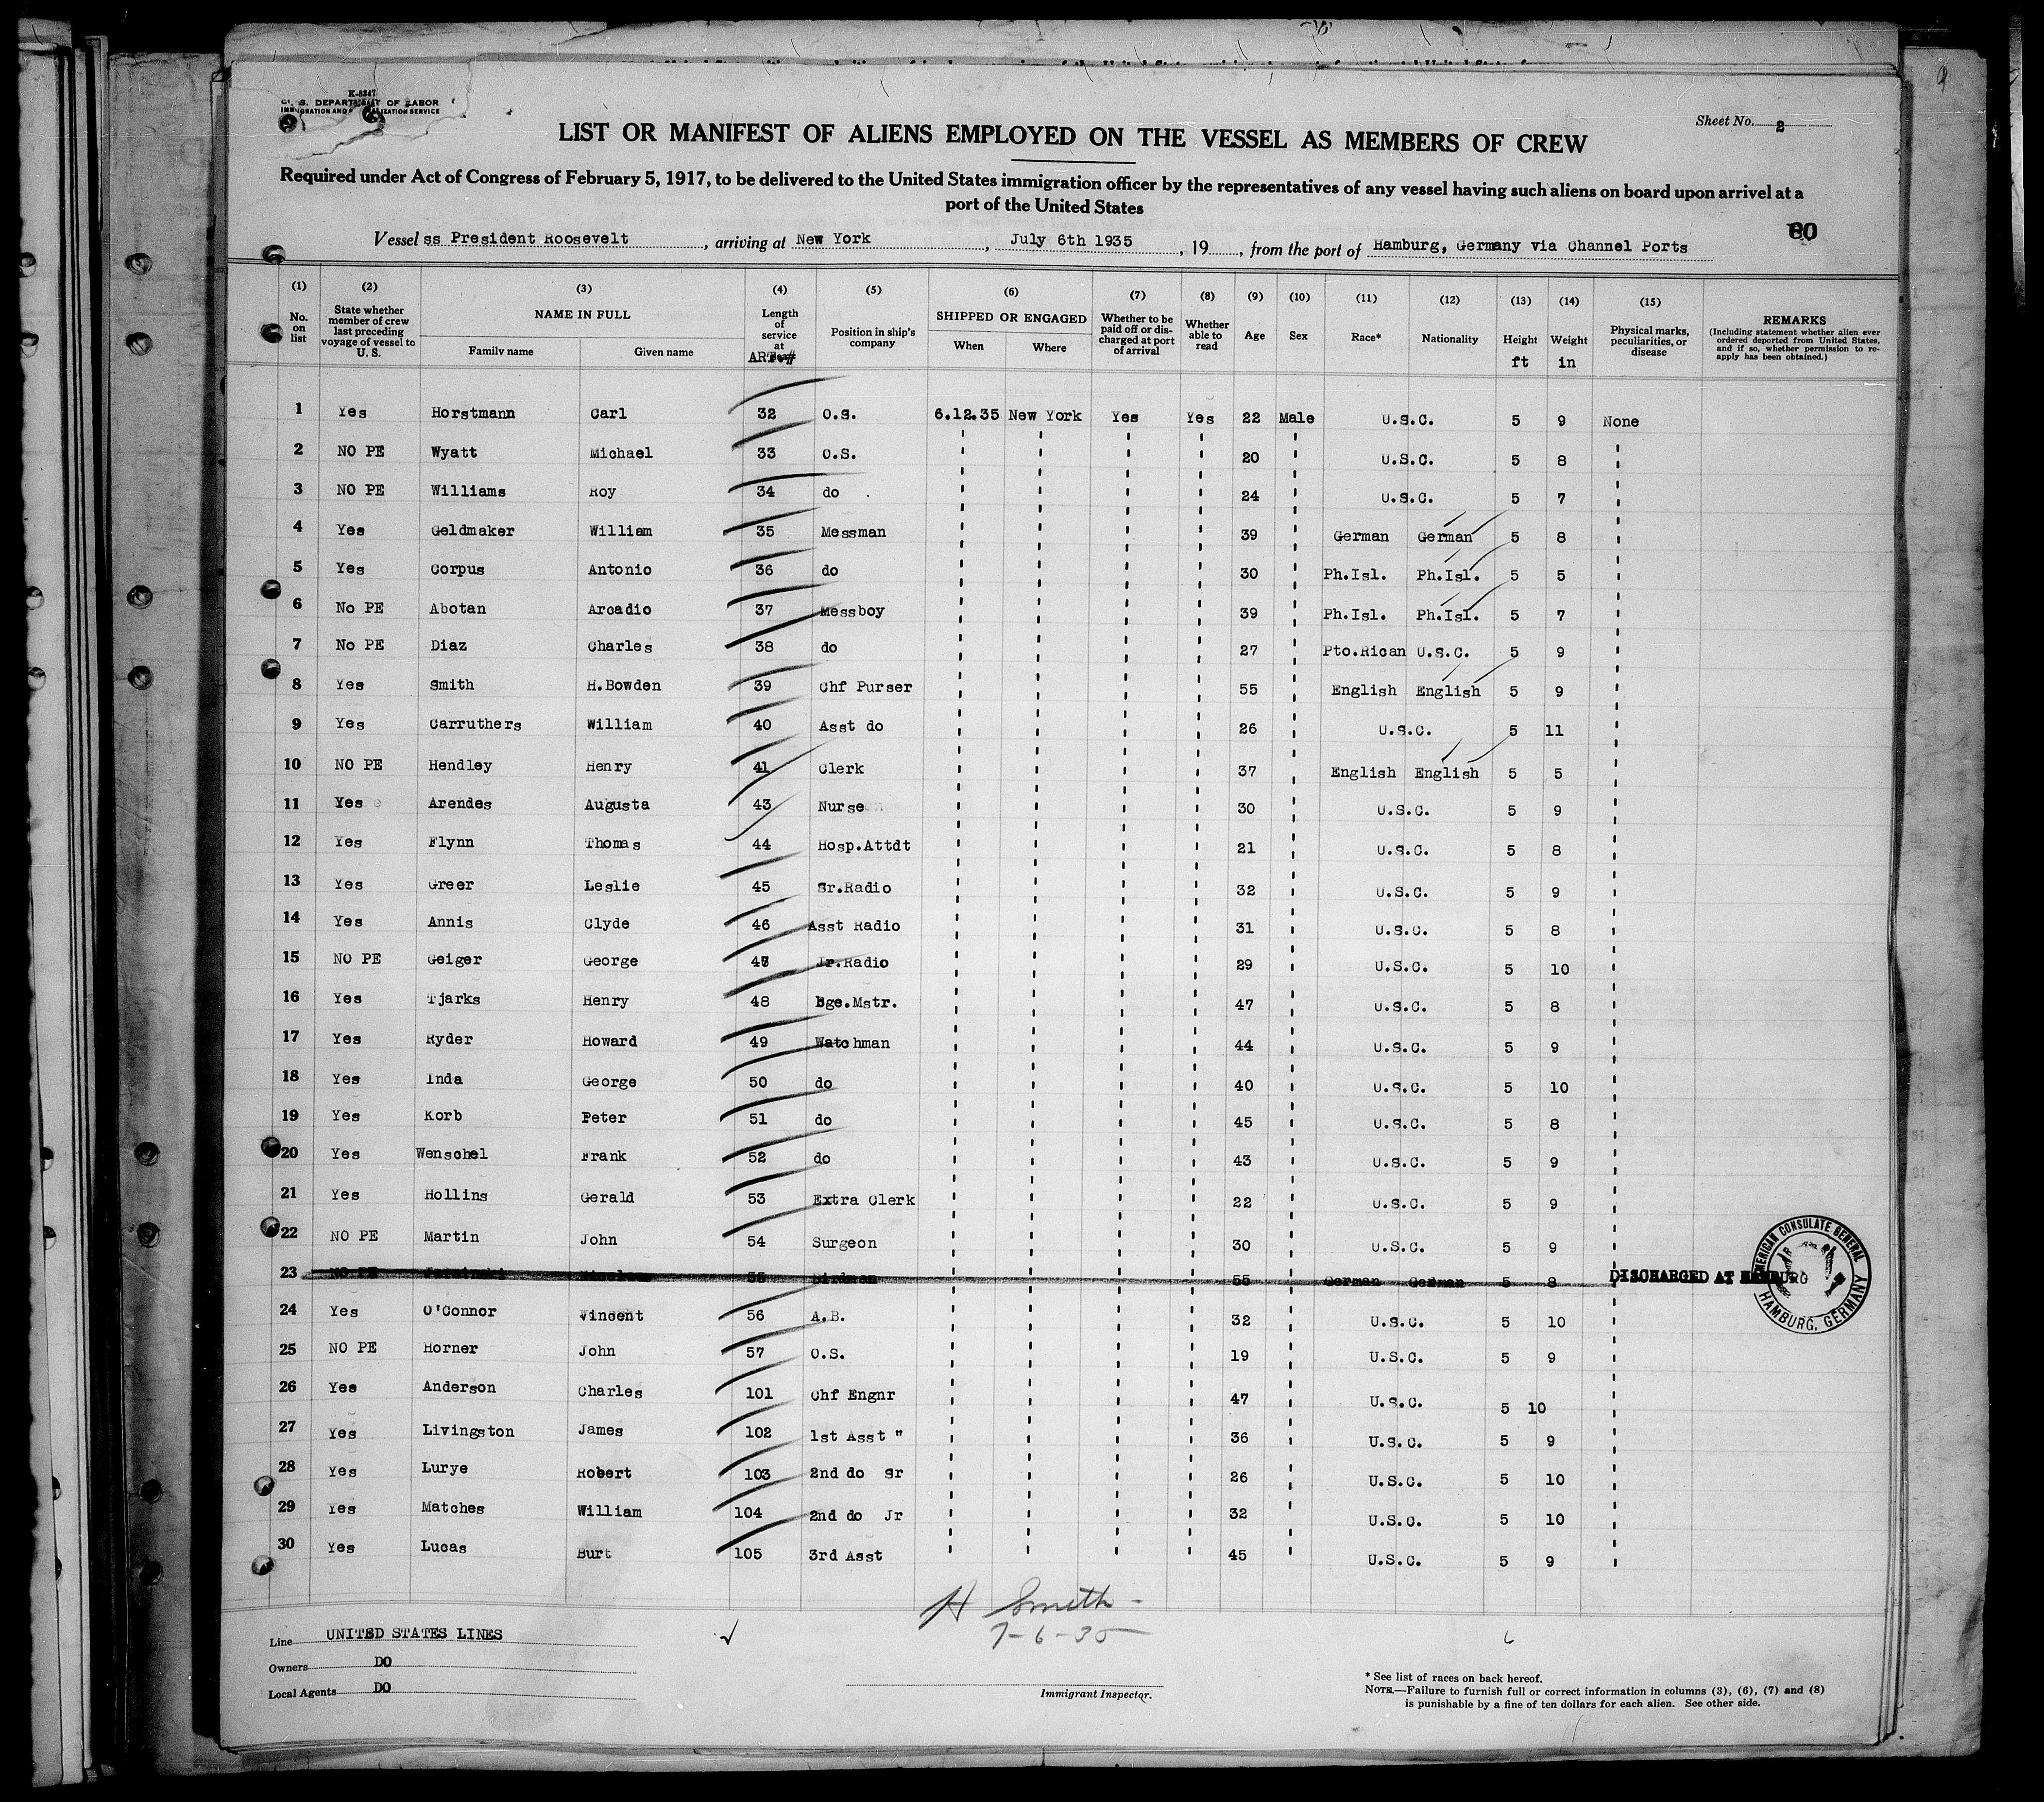 K-8347
U. S. DEPARTMENT OF LABOR
IMMIGRATION AND NATURALIZATION SERVICE
Sheet No. 2
LIST OR MANIFEST OF ALIENS EMPLOYED ON THE VESSEL AS MEMBERS OF CREW
Required under Act of Congress of February 5, 1917, to be delivered to the United States immigration officer by the representatives of any vessel having such aliens on board upon arrival at a
port of the United States
60
Vessel ss President Roosevelt, arriving at New York, July 6th 1935, 19, from the port of Hamburg, Germany via Channel Ports
(1) (2) (3) (4) (5) (6) (7) (8) (9) (10) (11) (12) (13) (14) (15)
No. on list
State whether member of crew last preceding voyage of vessel to U. S.
NAME IN FULL
Family name Given name
Length of service at
ART #
Position in ship's company
SHIPPED OR ENGAGED
When Where
Whether to be paid off or discharged at port of arrival
Whether able to read
Age
Sex
Race*
Nationality
Height ft
Weight in
Physical marks, peculiarities, or disease
REMARKS
(Including statement whether alien ever ordered deported from United States, and if so, whether permission to reapply has been obtained.)
1 Yes Horstmann Carl 32 O.S. 6.12.35 New York Yes Yes 22 Male U.S.C. 5 9 None
2 NO PE Wyatt Michael 33 O.S. " " " " 20 " U.S.C. 5 8 "
3 NO PE Williams Roy 34 do " " " " 24 " U.S.C. 5 7 "
4 Yes Geldmaker William 35 Messman " " " " 39 " German German 5 8 "
5 Yes Corpus Antonio 36 do " " " " 30 " Ph.Isl. Ph.Isl. 5 5 "
6 No PE Abotan Arcadio 37 Messboy " " " " 39 " Ph.Isl. Ph.Isl. 5 7 "
7 No PE Diaz Charles 38 do " " " " 27 " Pto.Rican U.S.C. 5 9 "
8 Yes Smith H.Bowden 39 Chf Purser " " " " 55 " English English 5 9 "
9 Yes Carruthers William 40 Asst do " " " " 26 " U.S.C. 5 11 "
10 NO PE Hendley Henry 41 Clerk " " " " 37 " English English 5 5 "
11 Yes Arendes Augusta 43 Nurse " " " " 30 " U.S.C. 5 9 "
12 Yes Flynn Thomas 44 Hosp.Attdt " " " " 21 " U.S.C. 5 8 "
13 Yes Greer Leslie 45 Sr.Radio " " " " 32 " U.S.C. 5 9 "
14 Yes Annis Clyde 46 Asst Radio " " " " 31 " U.S.C. 5 8 "
15 NO PE Geiger George 47 Jr.Radio " " " " 29 " U.S.C. 5 10 "
16 Yes Tjarks Henry 48 Bge.Mstr. " " " " 47 " U.S.C. 5 8 "
17 Yes Ryder Howard 49 Watchman " " " " 44 " U.S.C. 5 9 "
18 Yes Inda George 50 do " " " " 40 " U.S.C. 5 10 "
19 Yes Korb Peter 51 do " " " " 45 " U.S.C. 5 8 "
20 Yes Wenschel Frank 52 do " " " " 43 " U.S.C. 5 9 "
21 Yes Hollins Gerald 53 Extra Clerk " " " " 22 " U.S.C. 5 9 "
22 NO PE Martin John 54 Surgeon " " " " 30 " U.S.C. 5 9 "
23 NO PE 55 Birdman " " " " 55 " German German 5 8 DISCHARGED AT HAMBURG
AMERICAN CONSULATE GENERAL HAMBURG, GERMANY
24 Yes O'Connor Vincent 56 A.B. " " " " 32 " U.S.C. 5 10 "
25 NO PE Horner John 57 O.S. " " " " 19 " U.S.C. 5 9 "
26 Yes Anderson Charles 101 Chf Engnr " " " " 47 " U.S.C. 5 10 "
27 Yes Livingston James 102 1st Asst " " " " " 36 " U.S.C. 5 9 "
28 Yes Lurye Robert 103 2nd do Sr " " " " 26 " U.S.C. 5 10 "
29 Yes Matches William 104 2nd do Jr " " " " 32 " U.S.C. 5 10 "
30 Yes Lucas Burt 105 3rd Asst " " " " 45 " U.S.C. 5 9 "
H Smith
7-6-35
Line UNITED STATES LINES
Owners DO
Local Agents DO
Immigrant Inspector.
* See list of races on back hereof.
NOTE.—Failure to furnish full or correct information in columns (3), (6), (7) and (8)
is punishable by a fine of ten dollars for each alien. See other side.